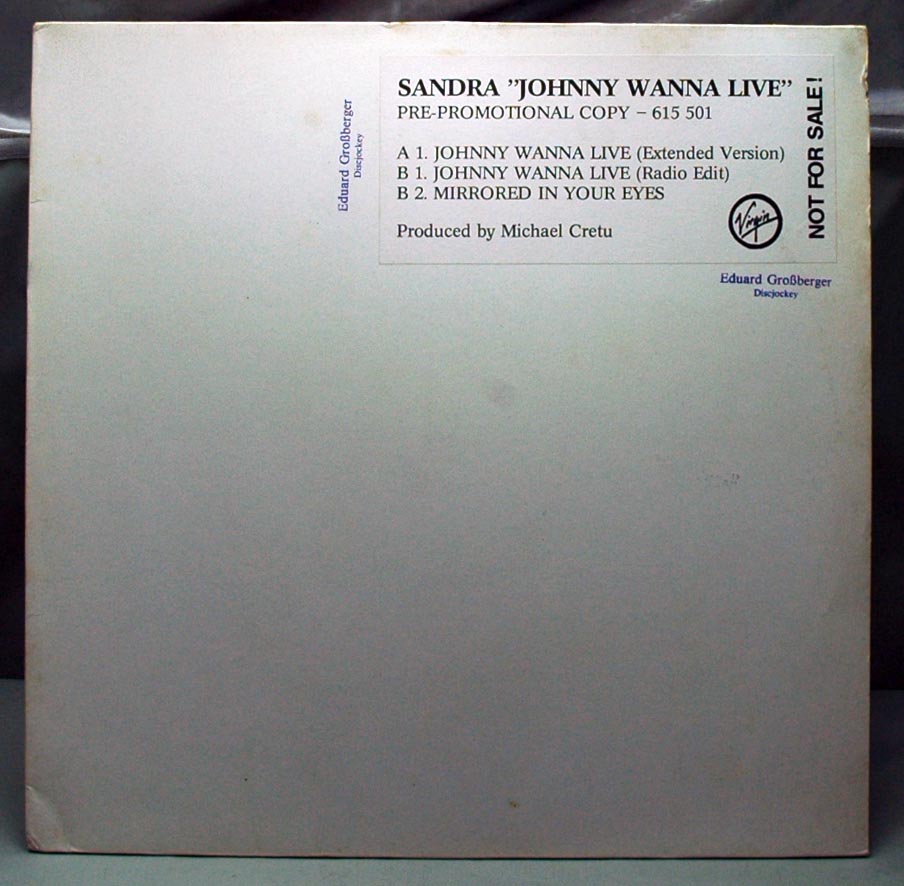 SANDRA ”JOHNNY WANNA LIVE”
PRE-PROMOTIONAL COPY – 615 501
A 1. JOHNNY WANNA LIVE (Extended Version)
B 1. JOHNNY WANNA LIVE (Radio Edit)
B 2. MIRRORED IN YOUR EYES
Produced by Michael Cretu
Virgin
NOT FOR SALE!
Eduard Großberger
Discjockey
Eduard Großberger
Discjockey